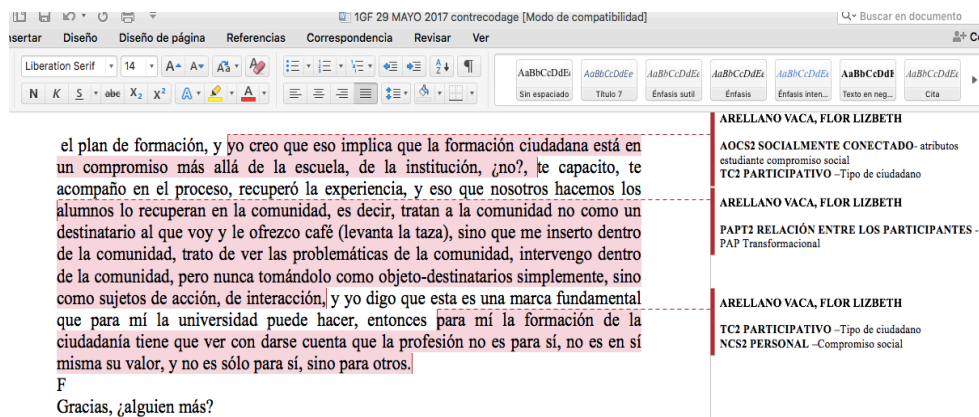 1GF 29 MAYO 2017 contrecodage [Modo de compatibilidad]
Buscar en documento
nsertar Diseño Diseño de página Referencias Correspondencia Revisar Ver
Liberation Serif 14 A A Aa
AaBbCcDdEe AaBbCcDdEe AaBbCcDdEe AaBbCcDdEe AaBbCcDdEe AaBbCcDdE AaBbCcDdEe
N K S abc X2 X2 A A
Sin espaciado Título 7 Énfasis sutil Énfasis Énfasis inten... Texto en neg... Cita
el plan de formación, y yo creo que eso implica que la formación ciudadana está en
un compromiso más allá de la escuela, de la institución, ¿no?, te capacito, te
acompaño en el proceso, recuperó la experiencia, y eso que nosotros hacemos los
alumnos lo recuperan en la comunidad, es decir, tratan a la comunidad no como un
destinatario al que voy y le ofrezco café (levanta la taza), sino que me inserto dentro
de la comunidad, trato de ver las problemáticas de la comunidad, intervengo dentro
de la comunidad, pero nunca tomándolo como objeto-destinatarios simplemente, sino
como sujetos de acción, de interacción, y yo digo que esta es una marca fundamental
que para mí la universidad puede hacer, entonces para mí la formación de la
ciudadanía tiene que ver con darse cuenta que la profesión no es para sí, no es en sí
misma su valor, y no es sólo para sí, sino para otros.
F
Gracias, ¿alguien más?
ARELLANO VACA, FLOR LIZBETH
AOCS2 SOCIALMENTE CONECTADO- atributos
estudiante compromiso social
TC2 PARTICIPATIVO –Tipo de ciudadano
ARELLANO VACA, FLOR LIZBETH
PAPT2 RELACIÓN ENTRE LOS PARTICIPANTES -
PAP Transformacional
ARELLANO VACA, FLOR LIZBETH
TC2 PARTICIPATIVO –Tipo de ciudadano
NCS2 PERSONAL –Compromiso social